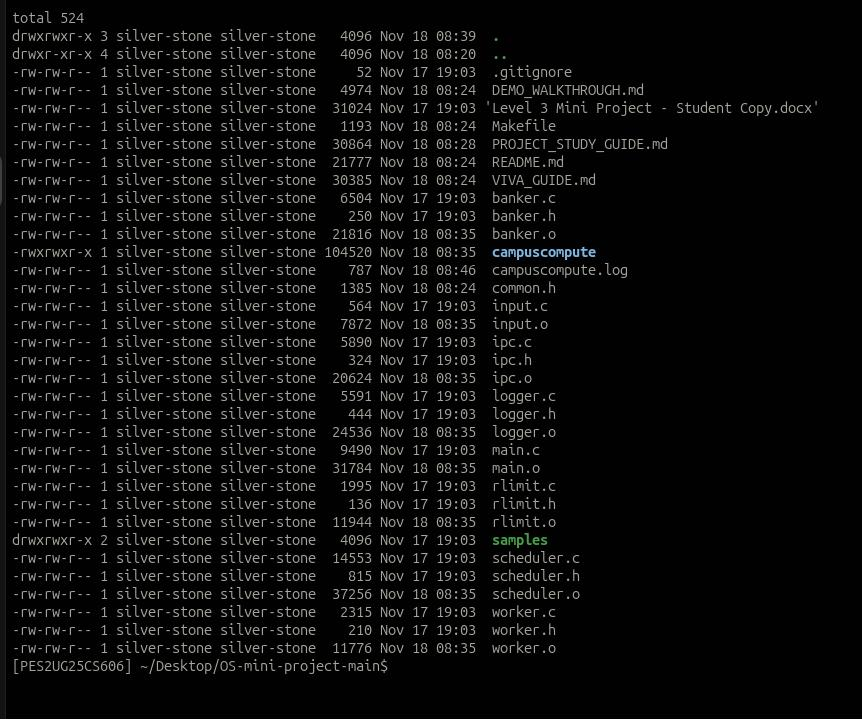 total 524
drwxrwxr-x 3 silver-stone silver-stone   4096 Nov 18 08:39  .
drwxr-xr-x 4 silver-stone silver-stone   4096 Nov 18 08:20  ..
-rw-rw-r-- 1 silver-stone silver-stone     52 Nov 17 19:03  .gitignore
-rw-rw-r-- 1 silver-stone silver-stone   4974 Nov 18 08:24  DEMO_WALKTHROUGH.md
-rw-rw-r-- 1 silver-stone silver-stone  31024 Nov 17 19:03 'Level 3 Mini Project - Student Copy.docx'
-rw-rw-r-- 1 silver-stone silver-stone   1193 Nov 18 08:24  Makefile
-rw-rw-r-- 1 silver-stone silver-stone  30864 Nov 18 08:28  PROJECT_STUDY_GUIDE.md
-rw-rw-r-- 1 silver-stone silver-stone  21777 Nov 18 08:24  README.md
-rw-rw-r-- 1 silver-stone silver-stone  30385 Nov 18 08:24  VIVA_GUIDE.md
-rw-rw-r-- 1 silver-stone silver-stone   6504 Nov 17 19:03  banker.c
-rw-rw-r-- 1 silver-stone silver-stone    250 Nov 17 19:03  banker.h
-rw-rw-r-- 1 silver-stone silver-stone  21816 Nov 18 08:35  banker.o
-rwxrwxr-x 1 silver-stone silver-stone 104520 Nov 18 08:35  campuscompute
-rw-rw-r-- 1 silver-stone silver-stone    787 Nov 18 08:46  campuscompute.log
-rw-rw-r-- 1 silver-stone silver-stone   1385 Nov 18 08:24  common.h
-rw-rw-r-- 1 silver-stone silver-stone    564 Nov 17 19:03  input.c
-rw-rw-r-- 1 silver-stone silver-stone   7872 Nov 18 08:35  input.o
-rw-rw-r-- 1 silver-stone silver-stone   5890 Nov 17 19:03  ipc.c
-rw-rw-r-- 1 silver-stone silver-stone    324 Nov 17 19:03  ipc.h
-rw-rw-r-- 1 silver-stone silver-stone  20624 Nov 18 08:35  ipc.o
-rw-rw-r-- 1 silver-stone silver-stone   5591 Nov 17 19:03  logger.c
-rw-rw-r-- 1 silver-stone silver-stone    444 Nov 17 19:03  logger.h
-rw-rw-r-- 1 silver-stone silver-stone  24536 Nov 18 08:35  logger.o
-rw-rw-r-- 1 silver-stone silver-stone   9490 Nov 17 19:03  main.c
-rw-rw-r-- 1 silver-stone silver-stone  31784 Nov 18 08:35  main.o
-rw-rw-r-- 1 silver-stone silver-stone   1995 Nov 17 19:03  rlimit.c
-rw-rw-r-- 1 silver-stone silver-stone    136 Nov 17 19:03  rlimit.h
-rw-rw-r-- 1 silver-stone silver-stone  11944 Nov 18 08:35  rlimit.o
drwxrwxr-x 2 silver-stone silver-stone   4096 Nov 17 19:03  samples
-rw-rw-r-- 1 silver-stone silver-stone  14553 Nov 17 19:03  scheduler.c
-rw-rw-r-- 1 silver-stone silver-stone    815 Nov 17 19:03  scheduler.h
-rw-rw-r-- 1 silver-stone silver-stone  37256 Nov 18 08:35  scheduler.o
-rw-rw-r-- 1 silver-stone silver-stone   2315 Nov 17 19:03  worker.c
-rw-rw-r-- 1 silver-stone silver-stone    210 Nov 17 19:03  worker.h
-rw-rw-r-- 1 silver-stone silver-stone  11776 Nov 18 08:35  worker.o
[PES2UG25CS606] ~/Desktop/OS-mini-project-main$